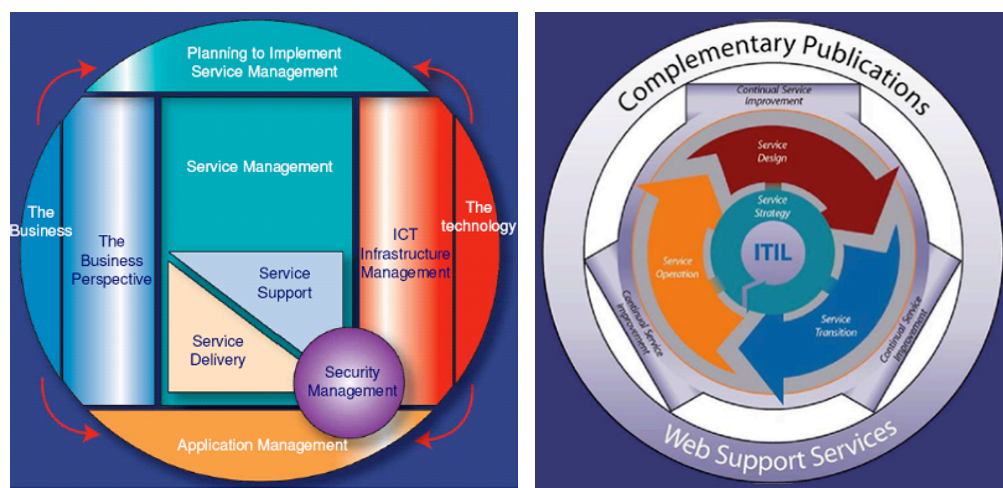 Planning to Implement
Service Management
Service Management
The
Business
The
Business
Perspective
ICT
Infrastructure
Management
The
technology
Service
Support
Service
Delivery
Security
Management
Application Management
Complementary Publications
Continual Service
Improvement
Service
Design
Service
Strategy
ITIL
Service
Operation
Service
Transition
Continual Service
Improvement
Continual Service
Improvement
Web Support Services